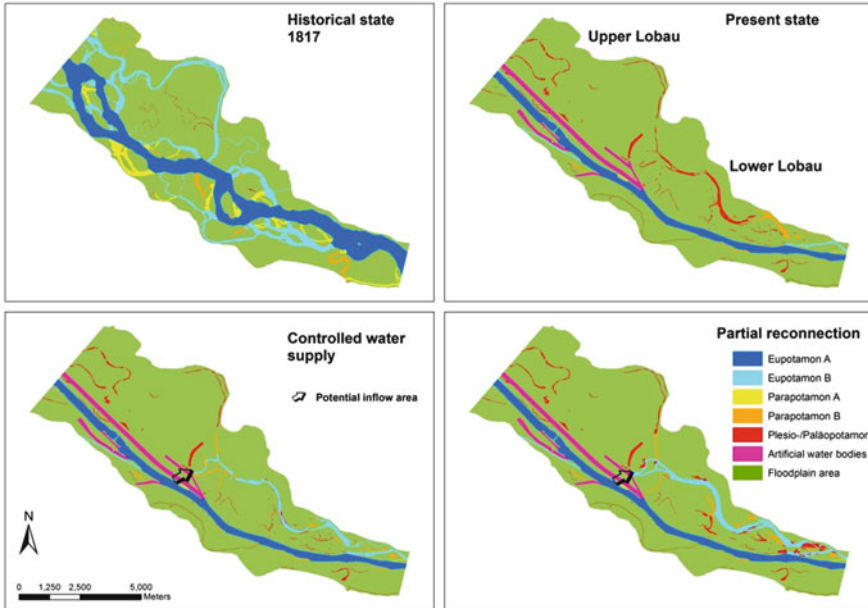 Historical state
1817
Present state
Upper Lobau
Lower Lobau
Controlled water
supply
Potential inflow area
N
0 1,250 2,500 5,000
Meters
Partial reconnection
Eupotamon A
Eupotamon B
Parapotamon A
Parapotamon B
Plesio-/Paläopotamon
Artificial water bodies
Floodplain area